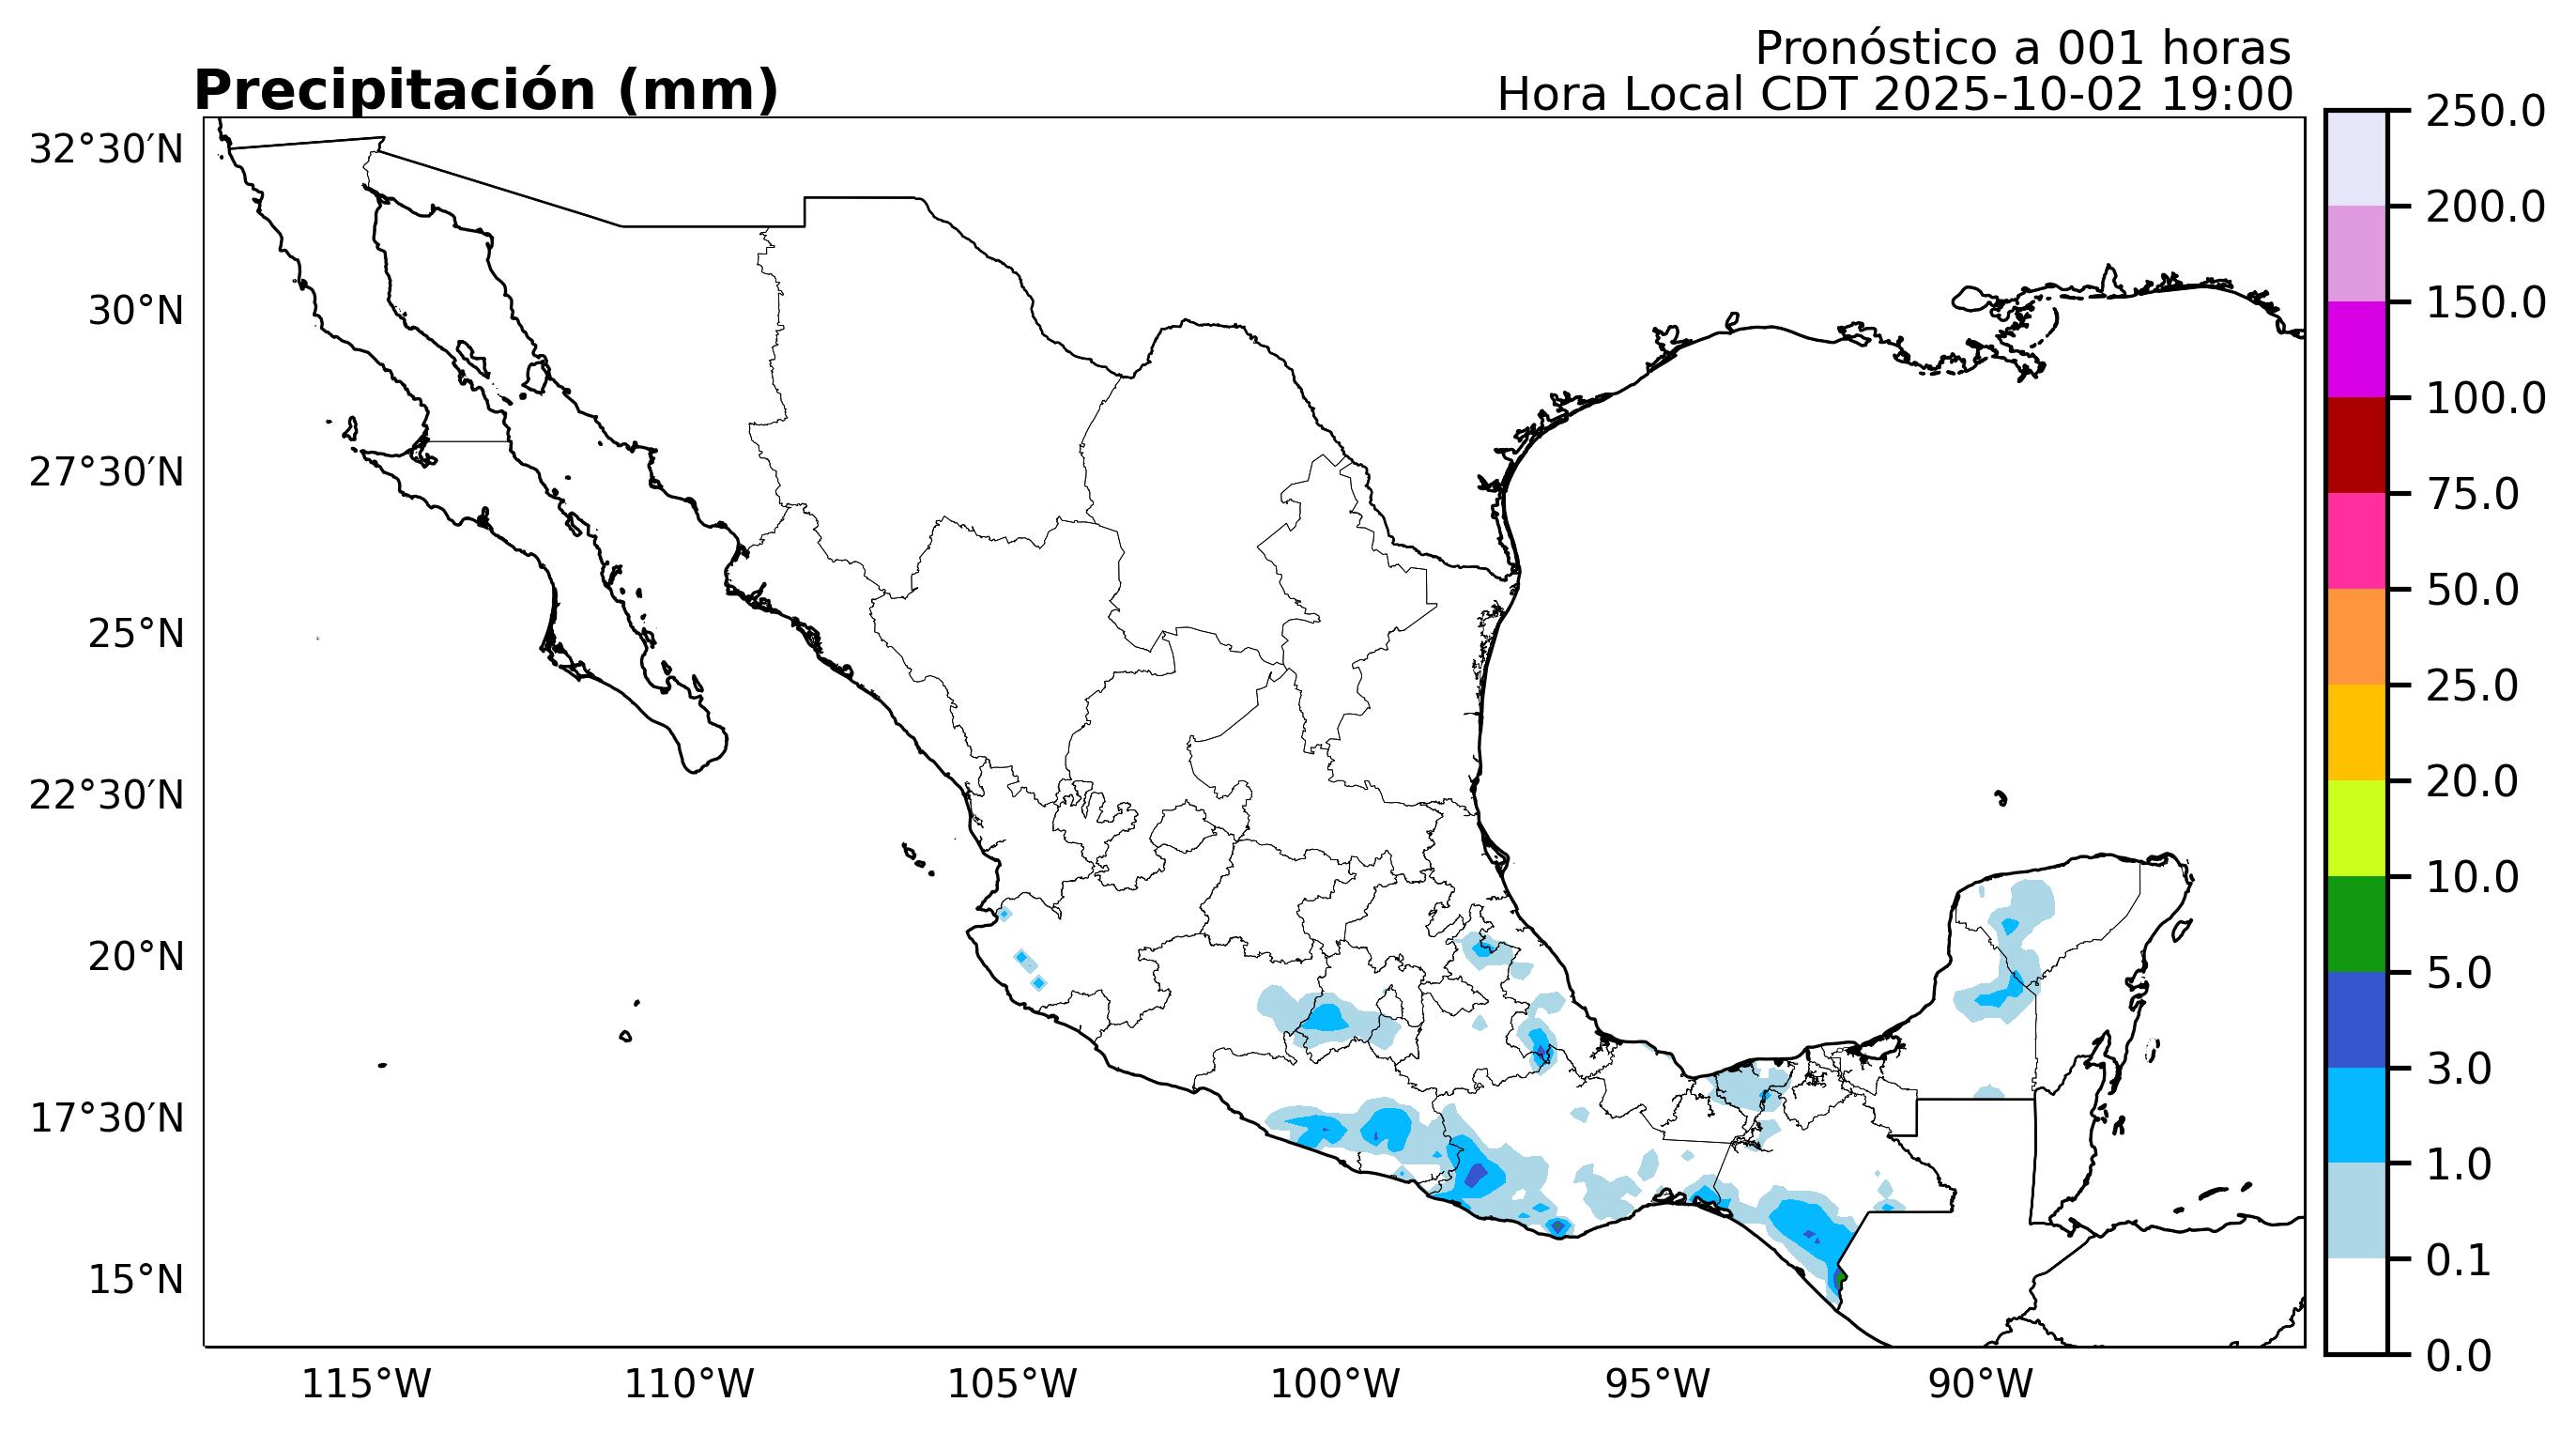 Pronóstico a 001 horas
Precipitación (mm)
Hora Local CDT 2025-10-02 19:00
32°30′N
30°N
27°30′N
25°N
22°30′N
20°N
17°30′N
15°N
115°W
110°W
105°W
100°W
95°W
90°W
250.0
200.0
150.0
100.0
75.0
50.0
25.0
20.0
10.0
5.0
3.0
1.0
0.1
0.0